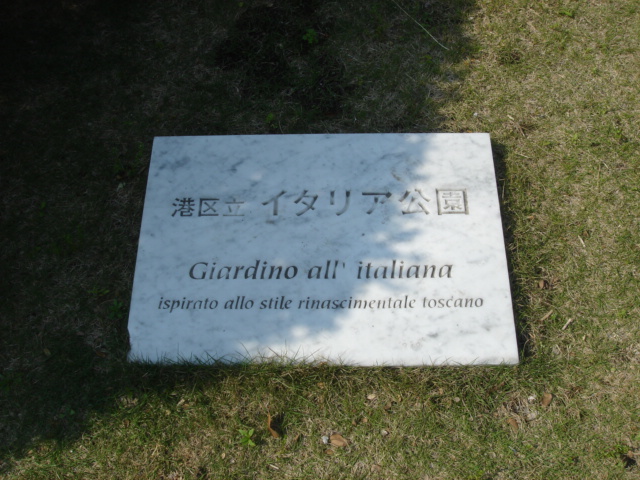 港区立 イタリア公園
Giardino all' italiana
ispirato allo stile rinascimentale toscano